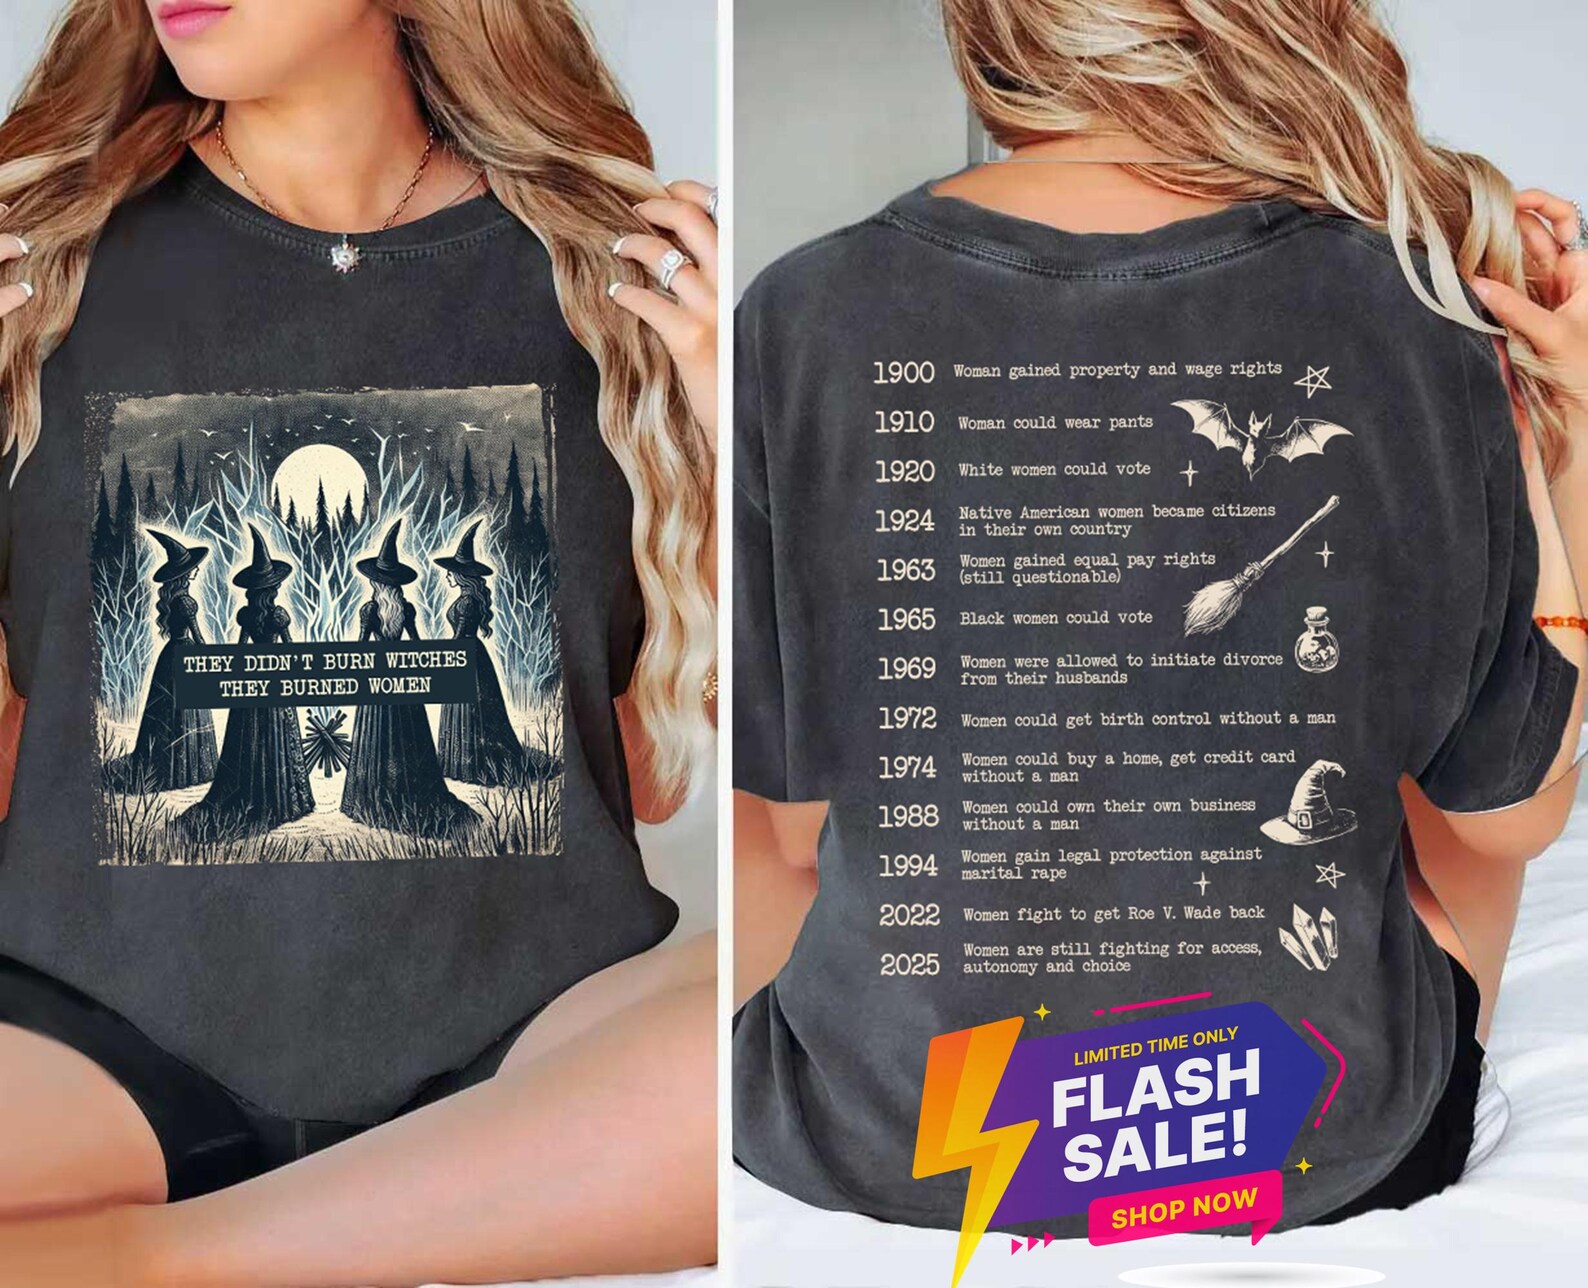 THEY DIDN'T BURN WITCHES
THEY BURNED WOMEN
1900 Woman gained property and wage rights
1910 Woman could wear pants
1920 White women could vote
1924 Native American women became citizens
in their own country
1963 Women gained equal pay rights
(still questionable)
1965 Black women could vote
1969 Women were allowed to initiate divorce
from their husbands
1972 Women could get birth control without a man
1974 Women could buy a home, get credit card
without a man
1988 Women could own their own business
without a man
1994 Women gain legal protection against
marital rape
2022 Women fight to get Roe V. Wade back
2025 Women are still fighting for access,
autonomy and choice
LIMITED TIME ONLY
FLASH
SALE!
SHOP NOW